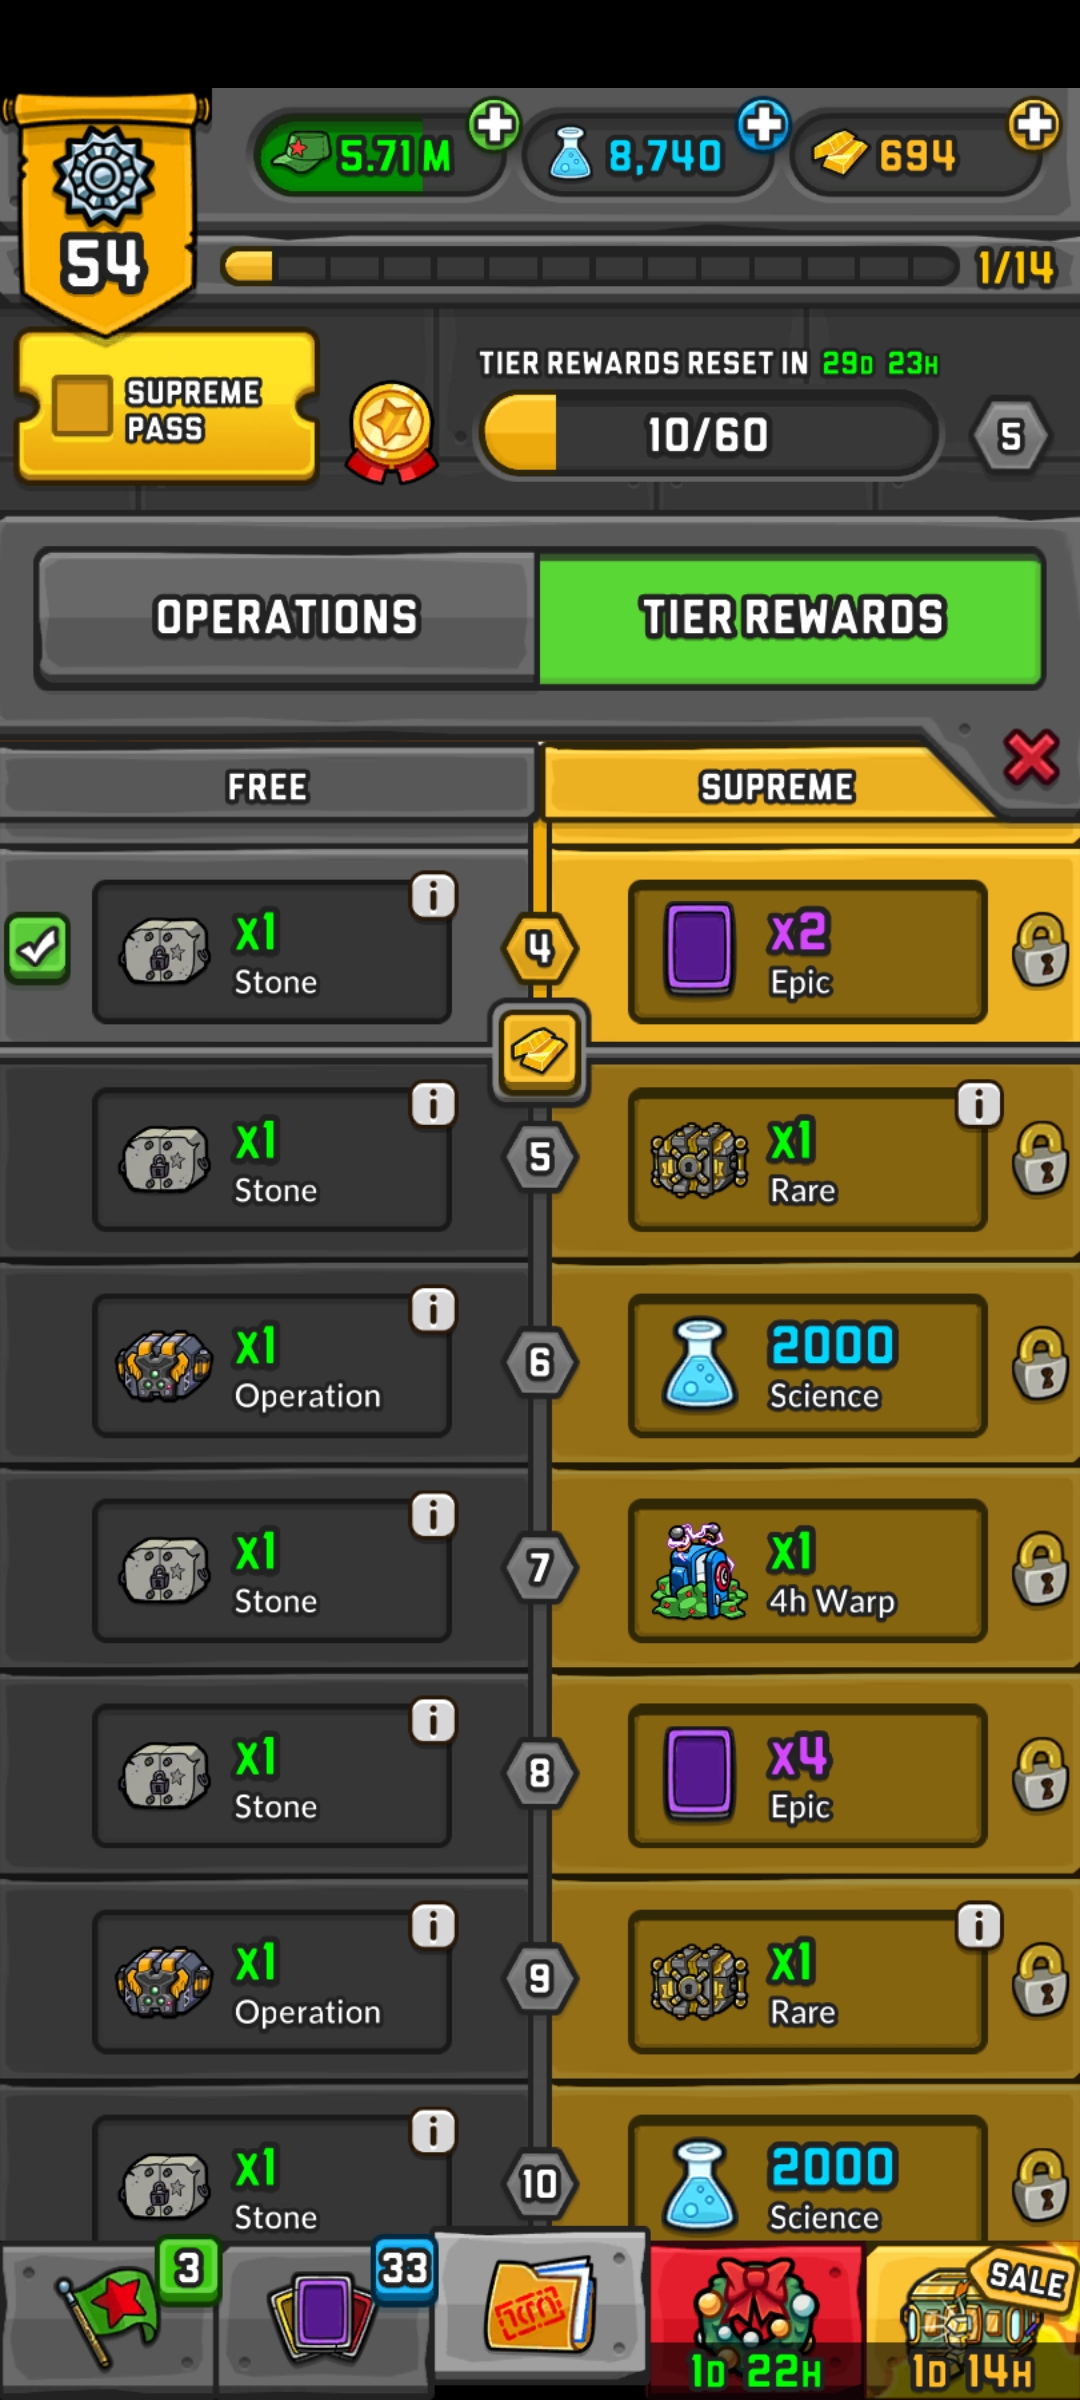 5.71M
8,740
694
54
1/14
SUPREME
PASS
TIER REWARDS RESET IN 29D 23H
10/60
5
OPERATIONS
TIER REWARDS
FREE
SUPREME
x1
Stone
4
x2
Epic
x1
Stone
5
x1
Rare
x1
Operation
6
2000
Science
x1
Stone
7
x1
4h Warp
x1
Stone
8
x4
Epic
x1
Operation
9
x1
Rare
x1
Stone
10
2000
Science
3
33
SALE
1D 22H
1D 14H